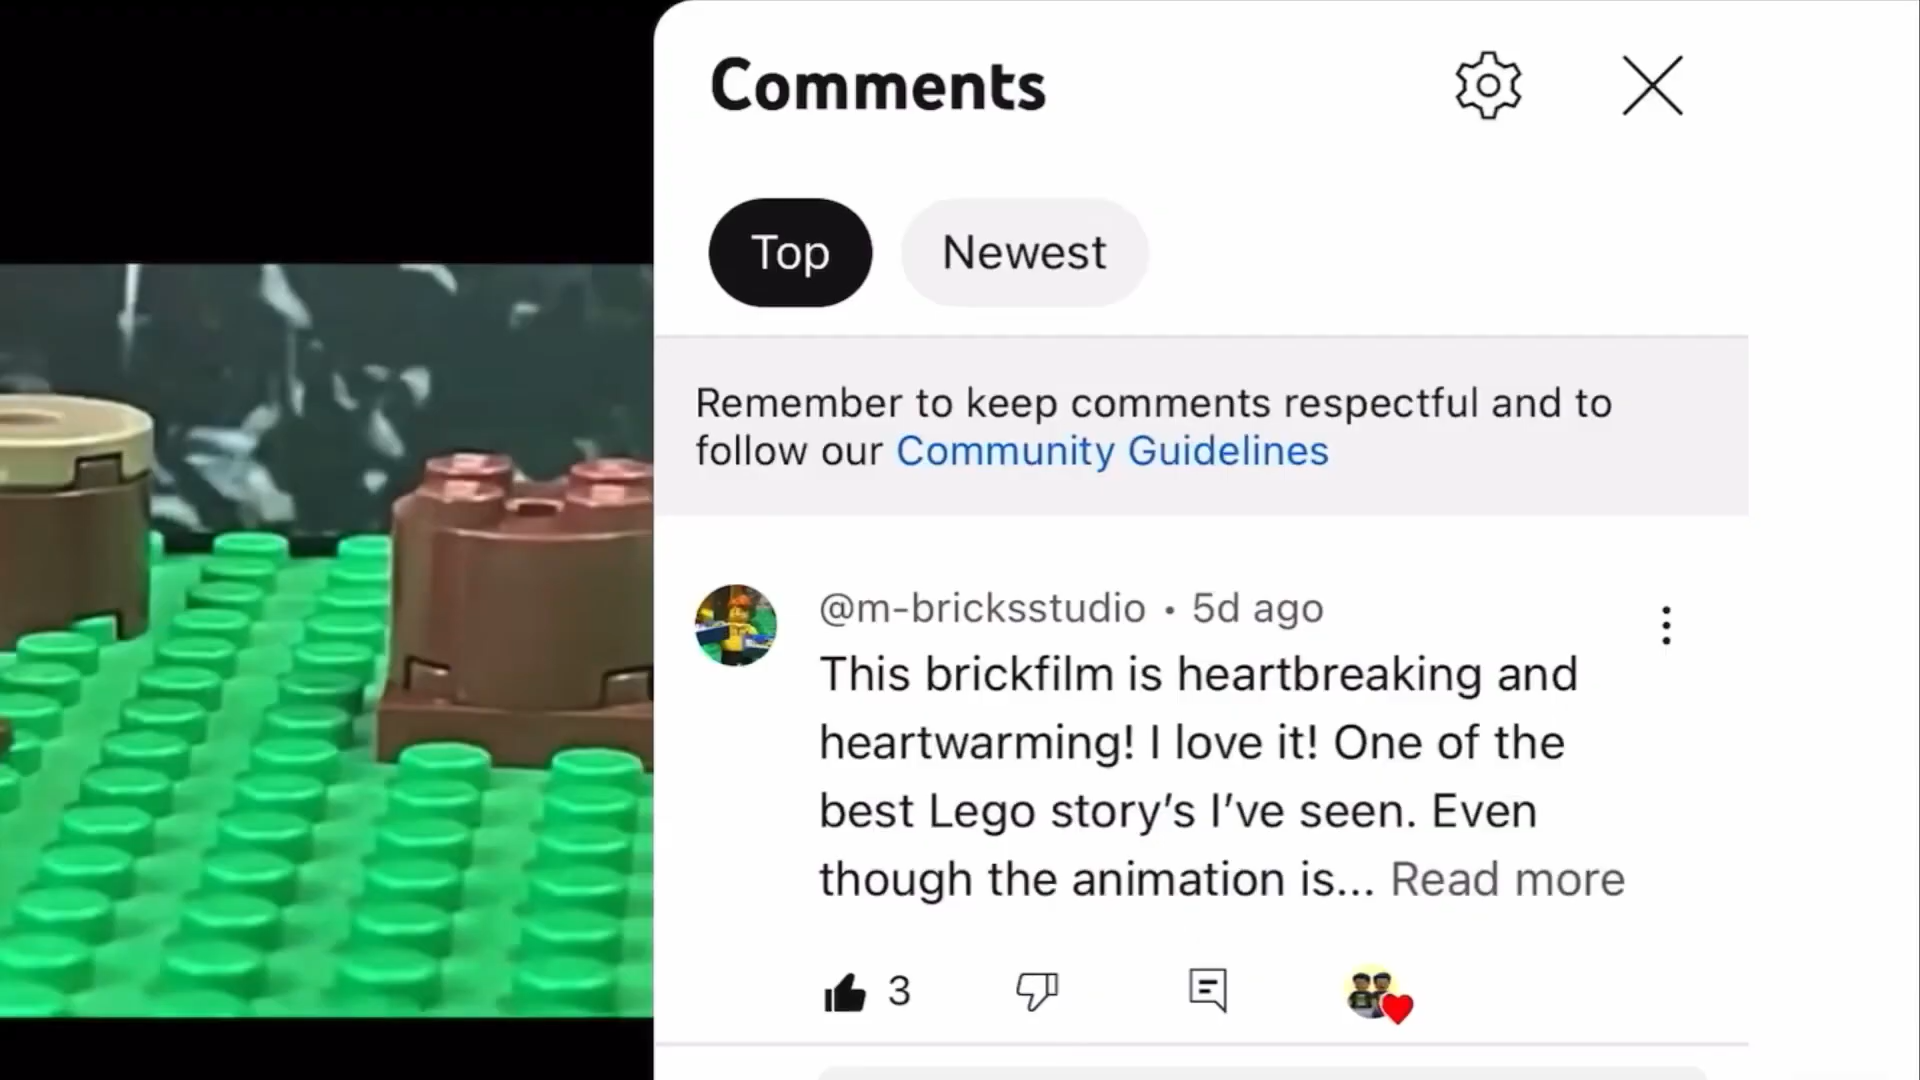 Comments
Top
Newest
Remember to keep comments respectful and to
follow our Community Guidelines
@m-bricksstudio • 5d ago
This brickfilm is heartbreaking and
heartwarming! I love it! One of the
best Lego story’s I’ve seen. Even
though the animation is... Read more
3